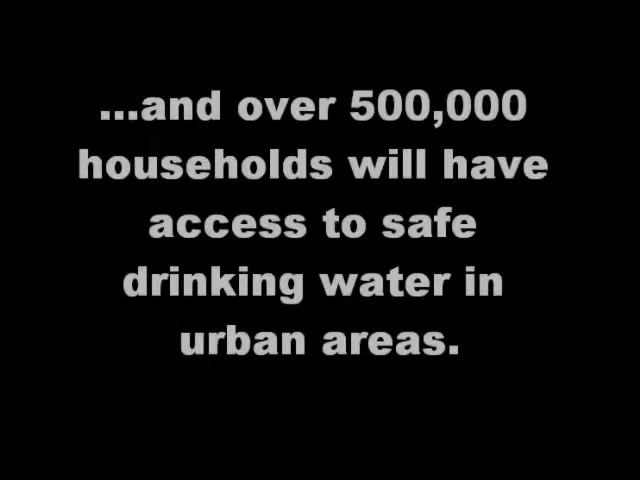 ...and over 500,000
households will have
access to safe
drinking water in
urban areas.